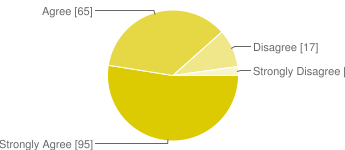 Agree [65]
Disagree [17]
Strongly Disagree [
Strongly Agree [95]